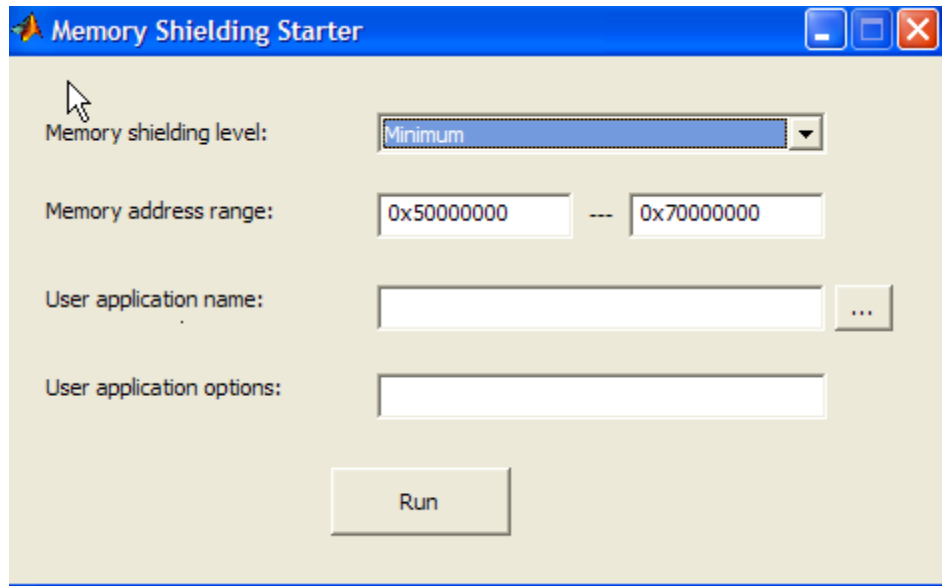 Memory Shielding Starter
Memory shielding level: Minimum
Memory address range: 0x50000000 --- 0x70000000
User application name: ...
User application options:
Run